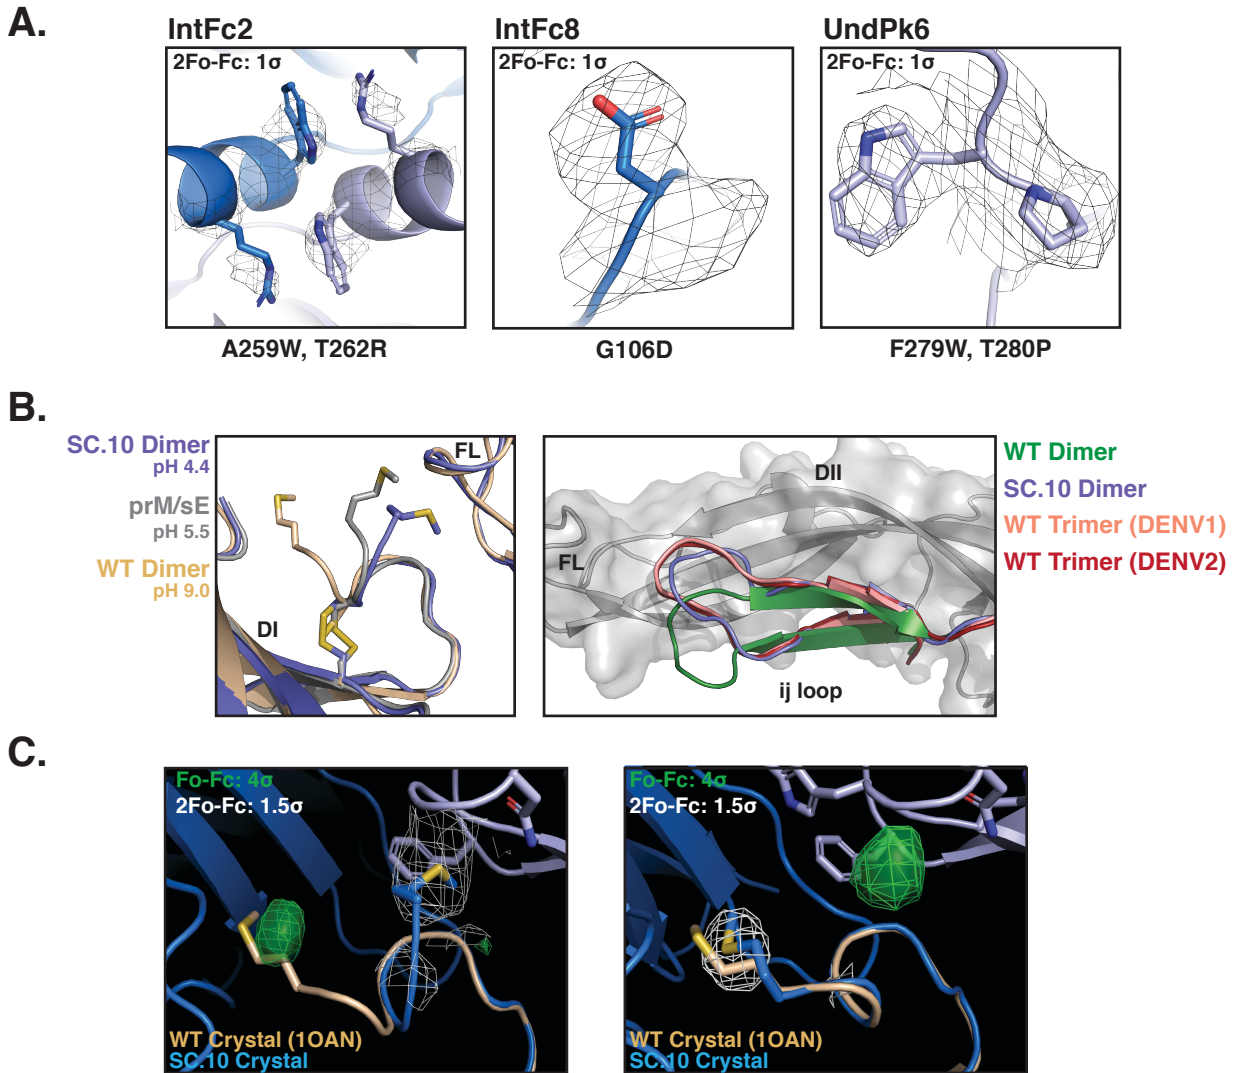 A.
IntFc2
2Fo-Fc: 1σ
A259W, T262R
IntFc8
2Fo-Fc: 1σ
G106D
UndPk6
2Fo-Fc: 1σ
F279W, T280P
B.
SC.10 Dimer
pH 4.4
prM/sE
pH 5.5
WT Dimer
pH 9.0
FL
DI
DII
FL
ij loop
WT Dimer
SC.10 Dimer
WT Trimer (DENV1)
WT Trimer (DENV2)
C.
Fo-Fc: 4σ
2Fo-Fc: 1.5σ
WT Crystal (1OAN)
SC.10 Crystal
Fo-Fc: 4σ
2Fo-Fc: 1.5σ
WT Crystal (1OAN)
SC.10 Crystal